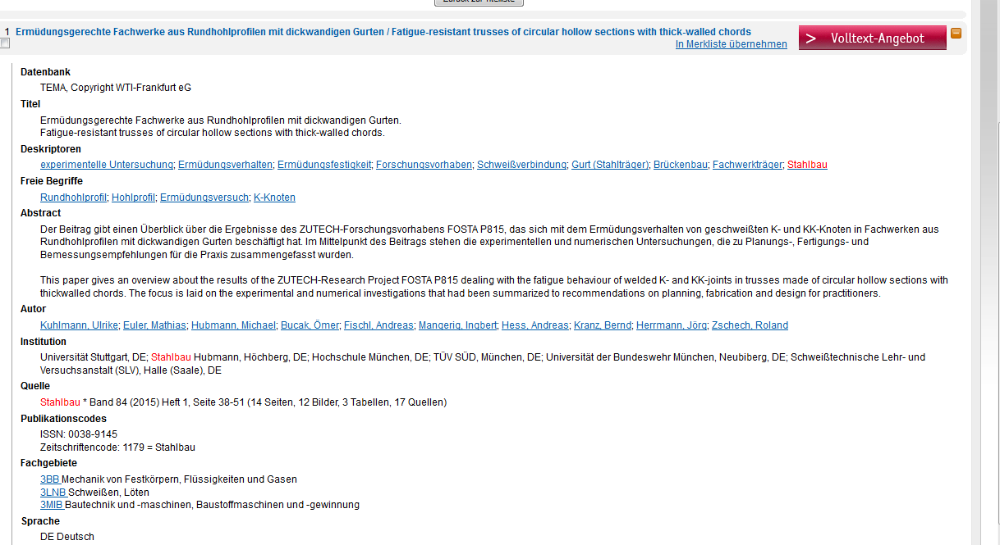 Zurück zur Titelliste
1 Ermüdungsgerechte Fachwerke aus Rundhohlprofilen mit dickwandigen Gurten / Fatigue-resistant trusses of circular hollow sections with thick-walled chords
In Merkliste übernehmen
> Volltext-Angebot
Datenbank
TEMA, Copyright WTI-Frankfurt eG
Titel
Ermüdungsgerechte Fachwerke aus Rundhohlprofilen mit dickwandigen Gurten.
Fatigue-resistant trusses of circular hollow sections with thick-walled chords.
Deskriptoren
experimentelle Untersuchung; Ermüdungsverhalten; Ermüdungsfestigkeit; Forschungsvorhaben; Schweißverbindung; Gurt (Stahlträger); Brückenbau; Fachwerkträger; Stahlbau
Freie Begriffe
Rundhohlprofil; Hohlprofil; Ermüdungsversuch; K-Knoten
Abstract
Der Beitrag gibt einen Überblick über die Ergebnisse des ZUTECH-Forschungsvorhabens FOSTA P815, das sich mit dem Ermüdungsverhalten von geschweißten K- und KK-Knoten in Fachwerken aus
Rundhohlprofilen mit dickwandigen Gurten beschäftigt hat. Im Mittelpunkt des Beitrags stehen die experimentellen und numerischen Untersuchungen, die zu Planungs-, Fertigungs- und
Bemessungsempfehlungen für die Praxis zusammengefasst wurden.
This paper gives an overview about the results of the ZUTECH-Research Project FOSTA P815 dealing with the fatigue behaviour of welded K- and KK-joints in trusses made of circular hollow sections with
thickwalled chords. The focus is laid on the experimental and numerical investigations that had been summarized to recommendations on planning, fabrication and design for practitioners.
Autor
Kuhlmann, Ulrike; Euler, Mathias; Hubmann, Michael; Bucak, Ömer; Fischl, Andreas; Mangerig, Ingbert; Hess, Andreas; Kranz, Bernd; Herrmann, Jörg; Zschech, Roland
Institution
Universität Stuttgart, DE; Stahlbau Hubmann, Höchberg, DE; Hochschule München, DE; TÜV SÜD, München, DE; Universität der Bundeswehr München, Neubiberg, DE; Schweißtechnische Lehr- und
Versuchsanstalt (SLV), Halle (Saale), DE
Quelle
Stahlbau * Band 84 (2015) Heft 1, Seite 38-51 (14 Seiten, 12 Bilder, 3 Tabellen, 17 Quellen)
Publikationscodes
ISSN: 0038-9145
Zeitschriftencode: 1179 = Stahlbau
Fachgebiete
3BB Mechanik von Festkörpern, Flüssigkeiten und Gasen
3LNB Schweißen, Löten
3MIB Bautechnik und -maschinen, Baustoffmaschinen und -gewinnung
Sprache
DE Deutsch